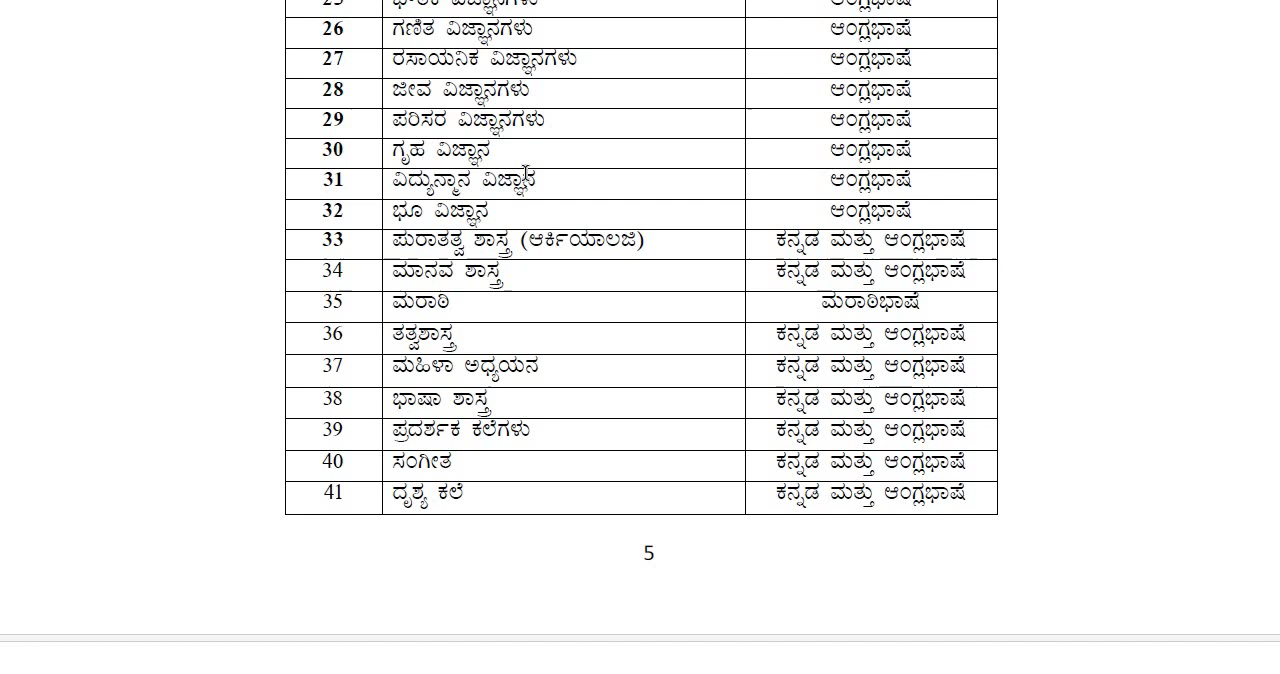 26 ಗಣಿತ ವಿಜ್ಞಾನಗಳು ಆಂಗ್ಲಭಾಷೆ
27 ರಸಾಯನಿಕ ವಿಜ್ಞಾನಗಳು ಆಂಗ್ಲಭಾಷೆ
28 ಜೀವ ವಿಜ್ಞಾನಗಳು ಆಂಗ್ಲಭಾಷೆ
29 ಪರಿಸರ ವಿಜ್ಞಾನಗಳು ಆಂಗ್ಲಭಾಷೆ
30 ಗೃಹ ವಿಜ್ಞಾನ ಆಂಗ್ಲಭಾಷೆ
31 ವಿದ್ಯುನ್ಮಾನ ವಿಜ್ಞಾನ ಆಂಗ್ಲಭಾಷೆ
32 ಭೂ ವಿಜ್ಞಾನ ಆಂಗ್ಲಭಾಷೆ
33 ಪುರಾತತ್ವ ಶಾಸ್ತ್ರ (ಆರ್ಕಿಯಾಲಜಿ) ಕನ್ನಡ ಮತ್ತು ಆಂಗ್ಲಭಾಷೆ
34 ಮಾನವ ಶಾಸ್ತ್ರ ಕನ್ನಡ ಮತ್ತು ಆಂಗ್ಲಭಾಷೆ
35 ಮರಾಠಿ ಮರಾಠಿಭಾಷೆ
36 ತತ್ವಶಾಸ್ತ್ರ ಕನ್ನಡ ಮತ್ತು ಆಂಗ್ಲಭಾಷೆ
37 ಮಹಿಳಾ ಅಧ್ಯಯನ ಕನ್ನಡ ಮತ್ತು ಆಂಗ್ಲಭಾಷೆ
38 ಭಾಷಾ ಶಾಸ್ತ್ರ ಕನ್ನಡ ಮತ್ತು ಆಂಗ್ಲಭಾಷೆ
39 ಪ್ರದರ್ಶಕ ಕಲೆಗಳು ಕನ್ನಡ ಮತ್ತು ಆಂಗ್ಲಭಾಷೆ
40 ಸಂಗೀತ ಕನ್ನಡ ಮತ್ತು ಆಂಗ್ಲಭಾಷೆ
41 ದೃಶ್ಯ ಕಲೆ ಕನ್ನಡ ಮತ್ತು ಆಂಗ್ಲಭಾಷೆ
5